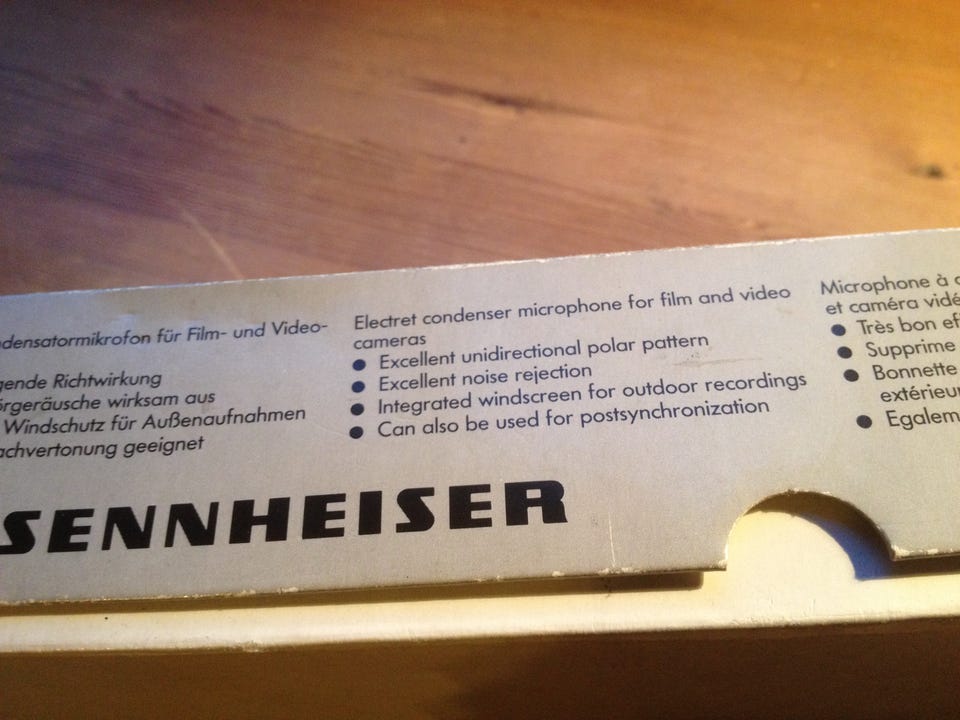 densatormikrofon für Film- und Video-
gende Richtwirkung
örgeräusche wirksam aus
Windschutz für Außenaufnahmen
achvertonung geeignet
Electret condenser microphone for film and video
cameras
● Excellent unidirectional polar pattern
● Excellent noise rejection
● Integrated windscreen for outdoor recordings
● Can also be used for postsynchronization
Microphone à
et caméra vidé
● Très bon ef
● Supprime
● Bonnette
extérieu
● Egalem
SENNHEISER